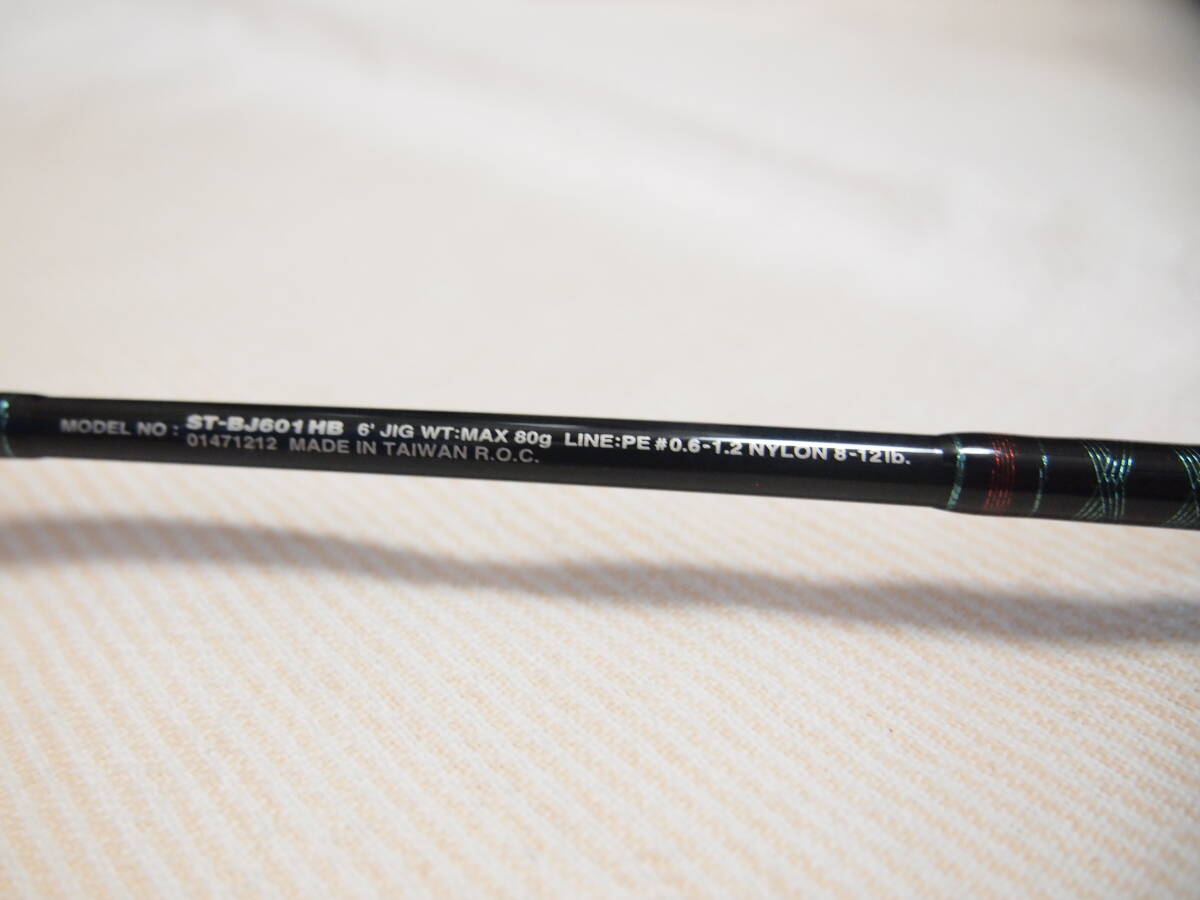 MODEL NO : ST-BJ601HB 6' JIG WT:MAX 80g LINE:PE #0.6-1.2 NYLON 8-12lb.
01471212 MADE IN TAIWAN R.O.C.